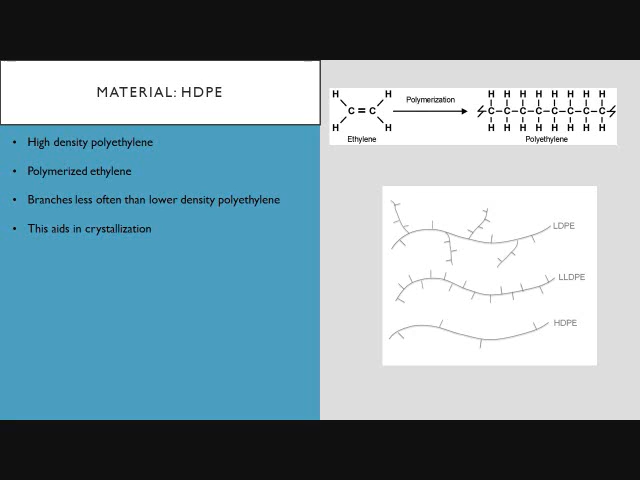 MATERIAL: HDPE
• High density polyethylene
• Polymerized ethylene
• Branches less often than lower density polyethylene
• This aids in crystallization
H H H H H H H H H H
Polymerization
C = C C C C C C C C C
H H H H H H H H H H
Ethylene Polyethylene
LDPE
LLDPE
HDPE